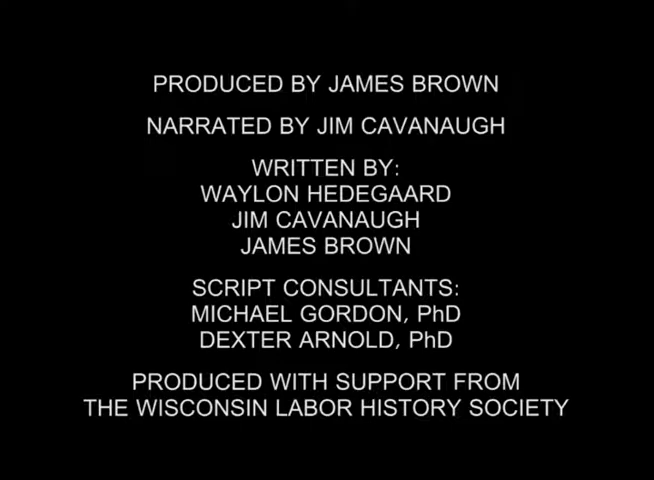 PRODUCED BY JAMES BROWN
NARRATED BY JIM CAVANAUGH
WRITTEN BY:
WAYLON HEDEGAARD
JIM CAVANAUGH
JAMES BROWN
SCRIPT CONSULTANTS:
MICHAEL GORDON, PhD
DEXTER ARNOLD, PhD
PRODUCED WITH SUPPORT FROM
THE WISCONSIN LABOR HISTORY SOCIETY